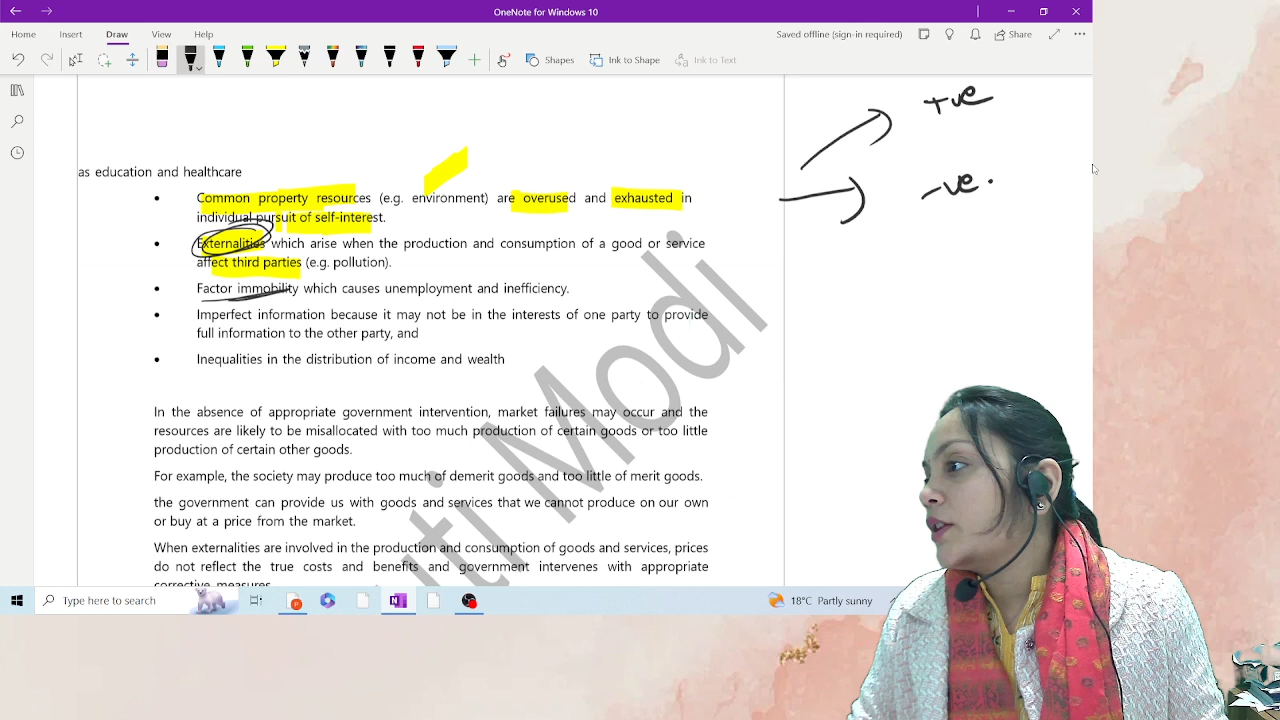 OneNote for Windows 10
Home Insert Draw View Help Saved offline (sign-in required) Share
Shapes Ink to Shape Ink to Text
+ve
as education and healthcare
-ve.
• Common property resources (e.g. environment) are overused and exhausted in
individual pursuit of self-interest.
• Externalities which arise when the production and consumption of a good or service
affect third parties (e.g. pollution).
• Factor immobility which causes unemployment and inefficiency.
• Imperfect information because it may not be in the interests of one party to provide
full information to the other party, and
• Inequalities in the distribution of income and wealth
In the absence of appropriate government intervention, market failures may occur and the
resources are likely to be misallocated with too much production of certain goods or too little
production of certain other goods.
For example, the society may produce too much of demerit goods and too little of merit goods.
the government can provide us with goods and services that we cannot produce on our own
or buy at a price from the market.
When externalities are involved in the production and consumption of goods and services, prices
do not reflect the true costs and benefits and government intervenes with appropriate
corrective measures
Modi
Type here to search 18°C Partly sunny